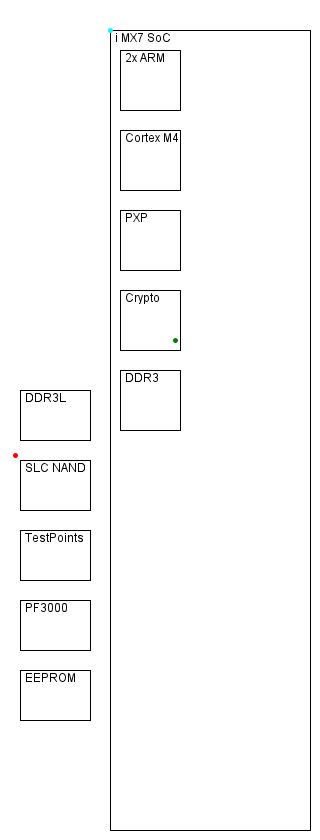 i MX7 SoC
2x ARM
Cortex M4
PXP
Crypto
DDR3
DDR3L
SLC NAND
TestPoints
PF3000
EEPROM